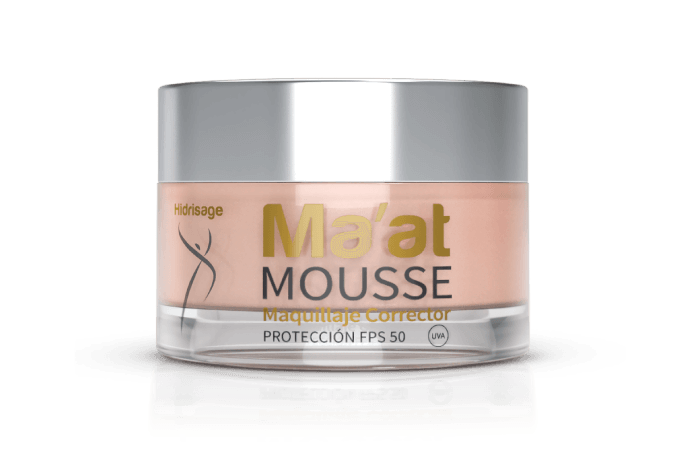 Hidrisage
Ma'at
MOUSSE
Maquillaje Corrector
PROTECCIÓN FPS 50
UVA